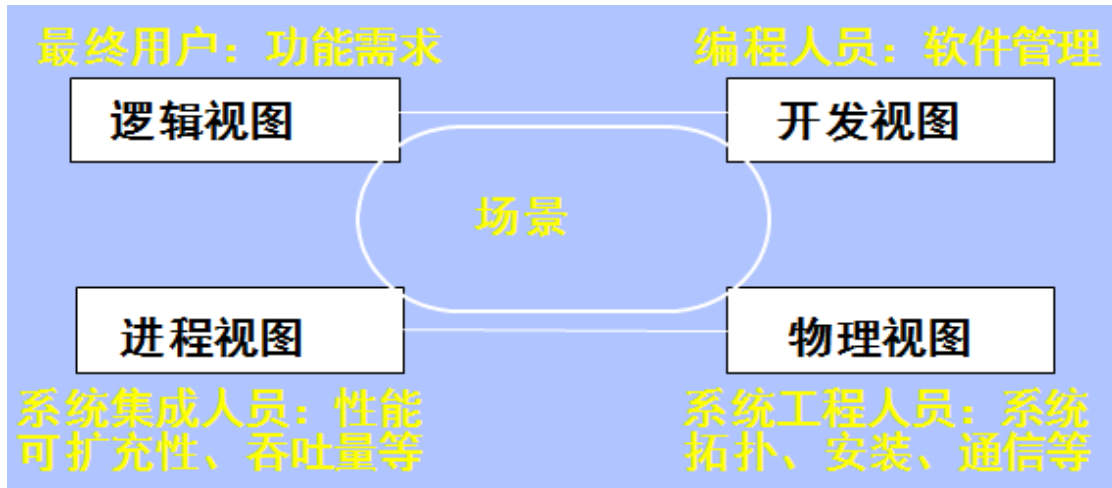 最终用户：功能需求
编程人员：软件管理
逻辑视图
开发视图
场景
进程视图
物理视图
系统集成人员：性能
可扩充性、吞吐量等
系统工程人员：系统
拓扑、安装、通信等